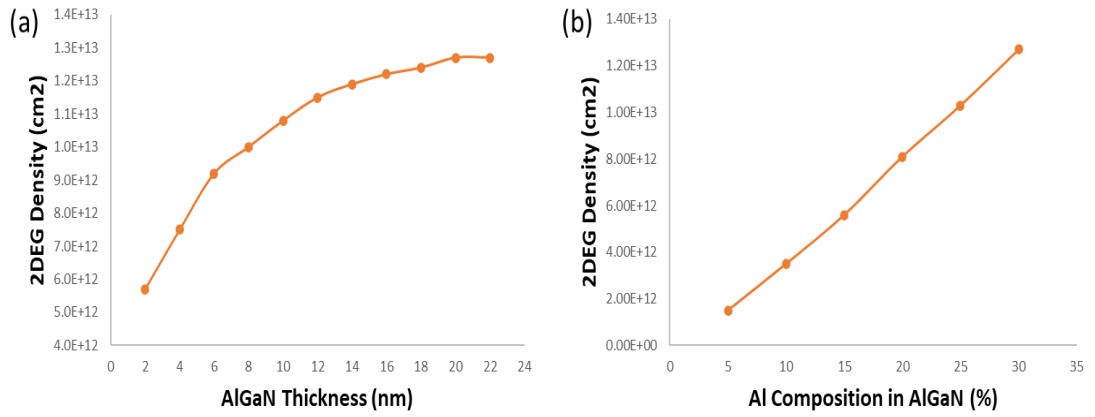 (a)
2DEG Density (cm2)
1.4E+13
1.3E+13
1.2E+13
1.1E+13
1.0E+13
9.0E+12
8.0E+12
7.0E+12
6.0E+12
5.0E+12
4.0E+12
0 2 4 6 8 10 12 14 16 18 20 22 24
AlGaN Thickness (nm)
(b)
2DEG Density (cm2)
1.40E+13
1.20E+13
1.00E+13
8.00E+12
6.00E+12
4.00E+12
2.00E+12
0.00E+00
0 5 10 15 20 25 30 35
Al Composition in AlGaN (%)